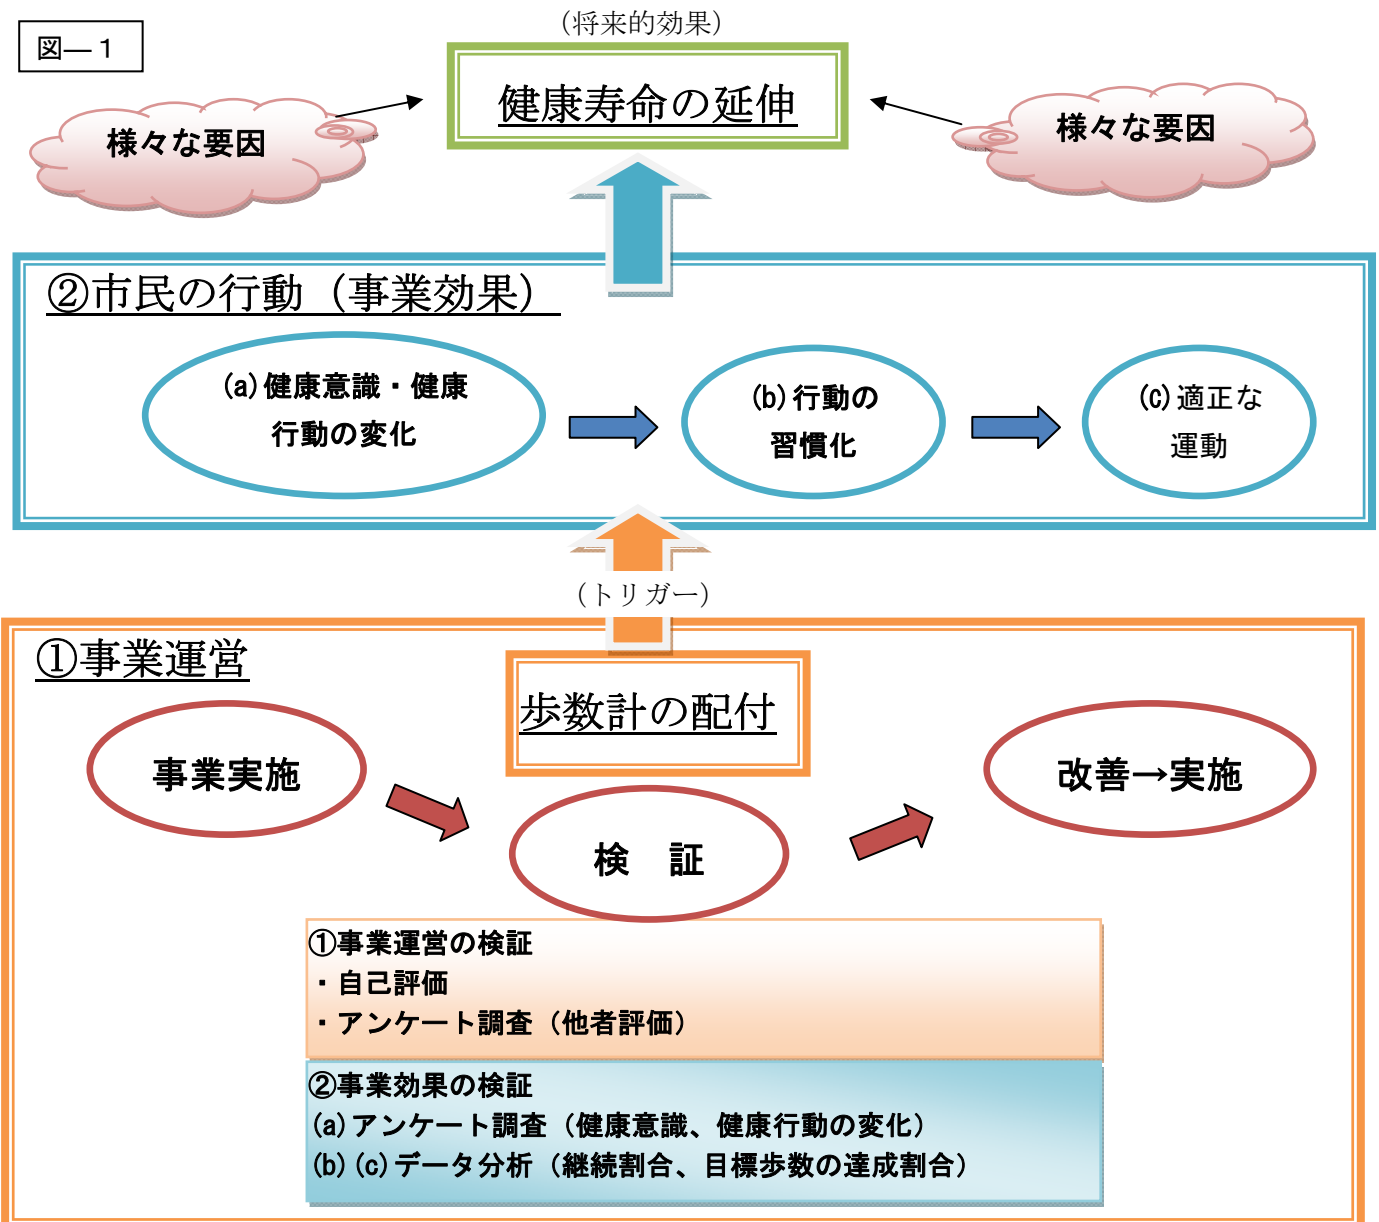 図―１
（将来的効果）
健康寿命の延伸
様々な要因
様々な要因
②市民の行動（事業効果）
(a)健康意識・健康
行動の変化
(b)行動の
習慣化
(c)適正な
運動
（トリガー）
①事業運営
歩数計の配付
事業実施
検　証
改善→実施
①事業運営の検証
・自己評価
・アンケート調査（他者評価）
②事業効果の検証
(a)アンケート調査（健康意識、健康行動の変化）
(b)(c)データ分析（継続割合、目標歩数の達成割合）